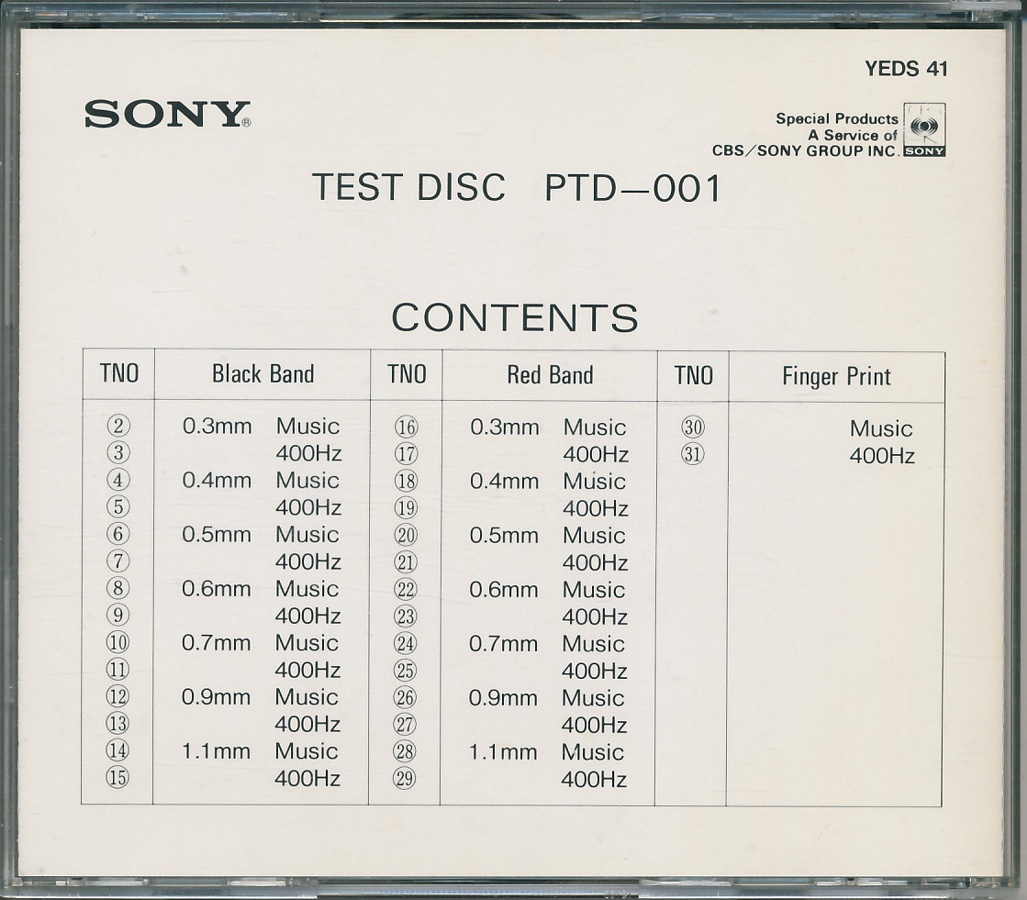 YEDS 41
SONY®
Special Products
A Service of
CBS/SONY GROUP INC.
SONY
TEST DISC PTD—001
CONTENTS
TNO Black Band TNO Red Band TNO Finger Print
② 0.3mm Music ⑯ 0.3mm Music ㉚ Music
③ 400Hz ⑰ 400Hz ㉛ 400Hz
④ 0.4mm Music ⑱ 0.4mm Music
⑤ 400Hz ⑲ 400Hz
⑥ 0.5mm Music ⑳ 0.5mm Music
⑦ 400Hz ㉑ 400Hz
⑧ 0.6mm Music ㉒ 0.6mm Music
⑨ 400Hz ㉓ 400Hz
⑩ 0.7mm Music ㉔ 0.7mm Music
⑪ 400Hz ㉕ 400Hz
⑫ 0.9mm Music ㉖ 0.9mm Music
⑬ 400Hz ㉗ 400Hz
⑭ 1.1mm Music ㉘ 1.1mm Music
⑮ 400Hz ㉙ 400Hz